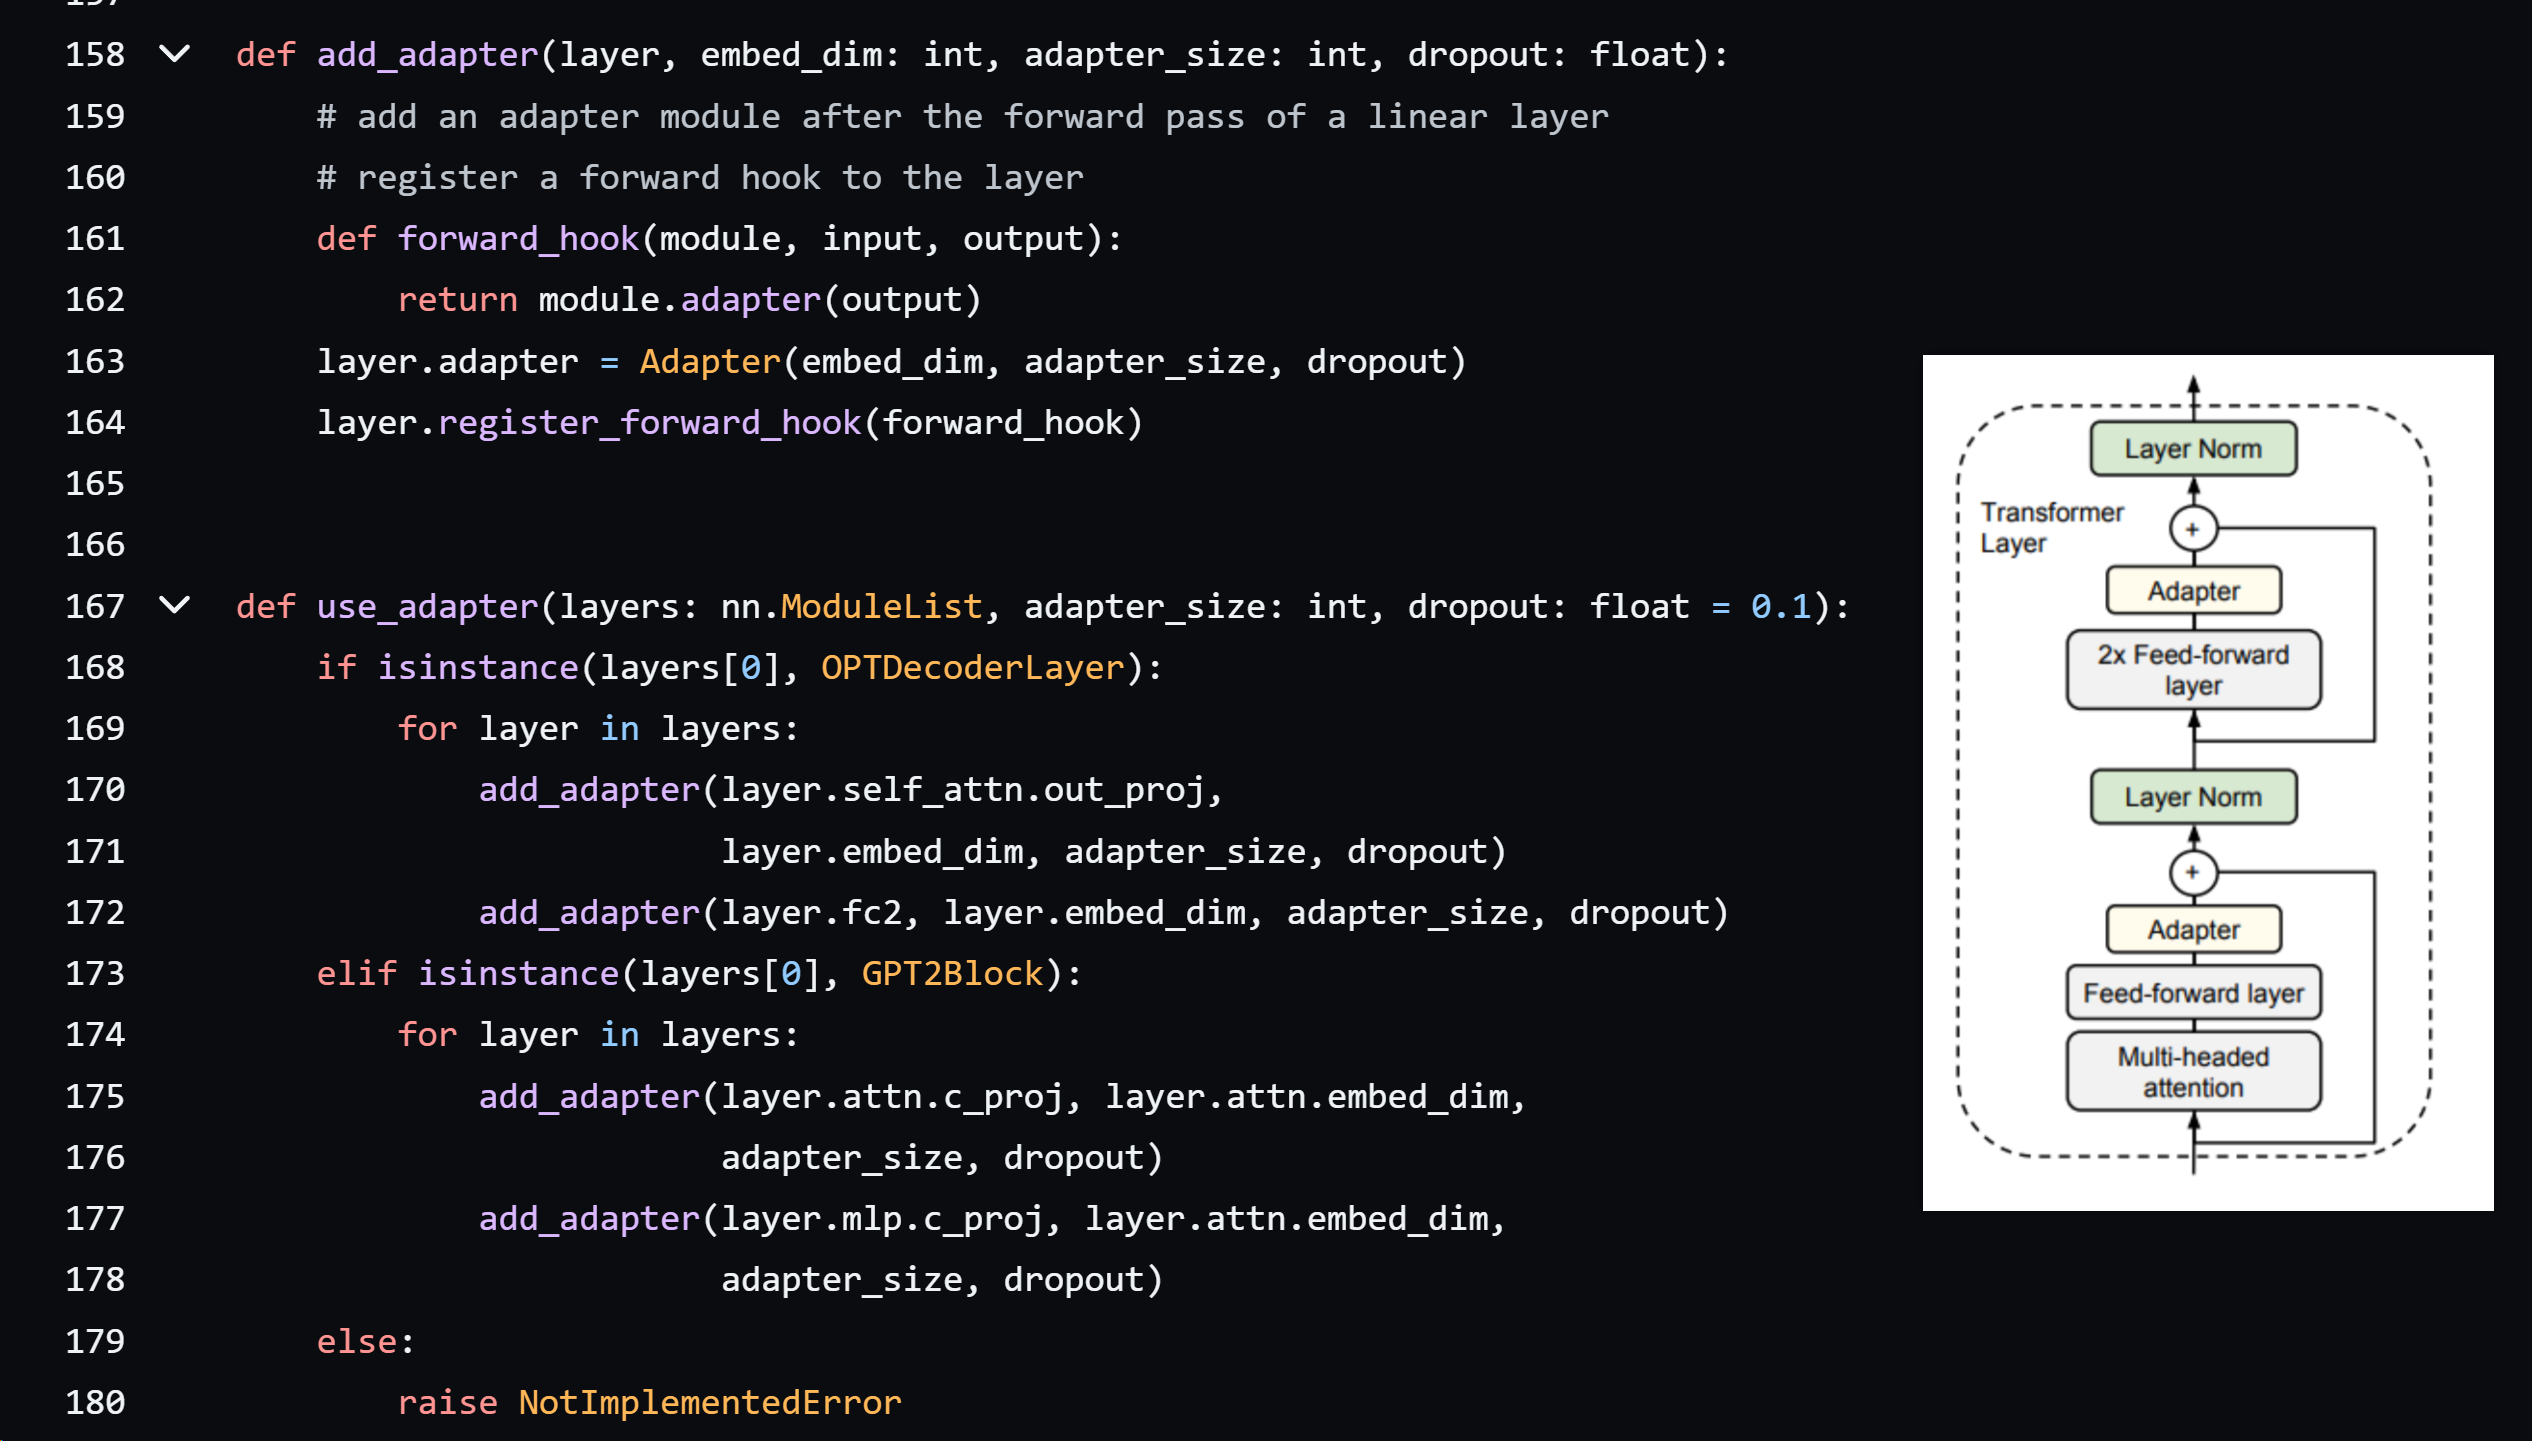 158 def add_adapter(layer, embed_dim: int, adapter_size: int, dropout: float):
159 # add an adapter module after the forward pass of a linear layer
160 # register a forward hook to the layer
161 def forward_hook(module, input, output):
162 return module.adapter(output)
163 layer.adapter = Adapter(embed_dim, adapter_size, dropout)
164 layer.register_forward_hook(forward_hook)
165
166
167 def use_adapter(layers: nn.ModuleList, adapter_size: int, dropout: float = 0.1):
168 if isinstance(layers[0], OPTDecoderLayer):
169 for layer in layers:
170 add_adapter(layer.self_attn.out_proj,
171 layer.embed_dim, adapter_size, dropout)
172 add_adapter(layer.fc2, layer.embed_dim, adapter_size, dropout)
173 elif isinstance(layers[0], GPT2Block):
174 for layer in layers:
175 add_adapter(layer.attn.c_proj, layer.attn.embed_dim,
176 adapter_size, dropout)
177 add_adapter(layer.mlp.c_proj, layer.attn.embed_dim,
178 adapter_size, dropout)
179 else:
180 raise NotImplementedError
Layer Norm
Transformer
Layer
+
Adapter
2x Feed-forward
layer
Layer Norm
+
Adapter
Feed-forward layer
Multi-headed
attention